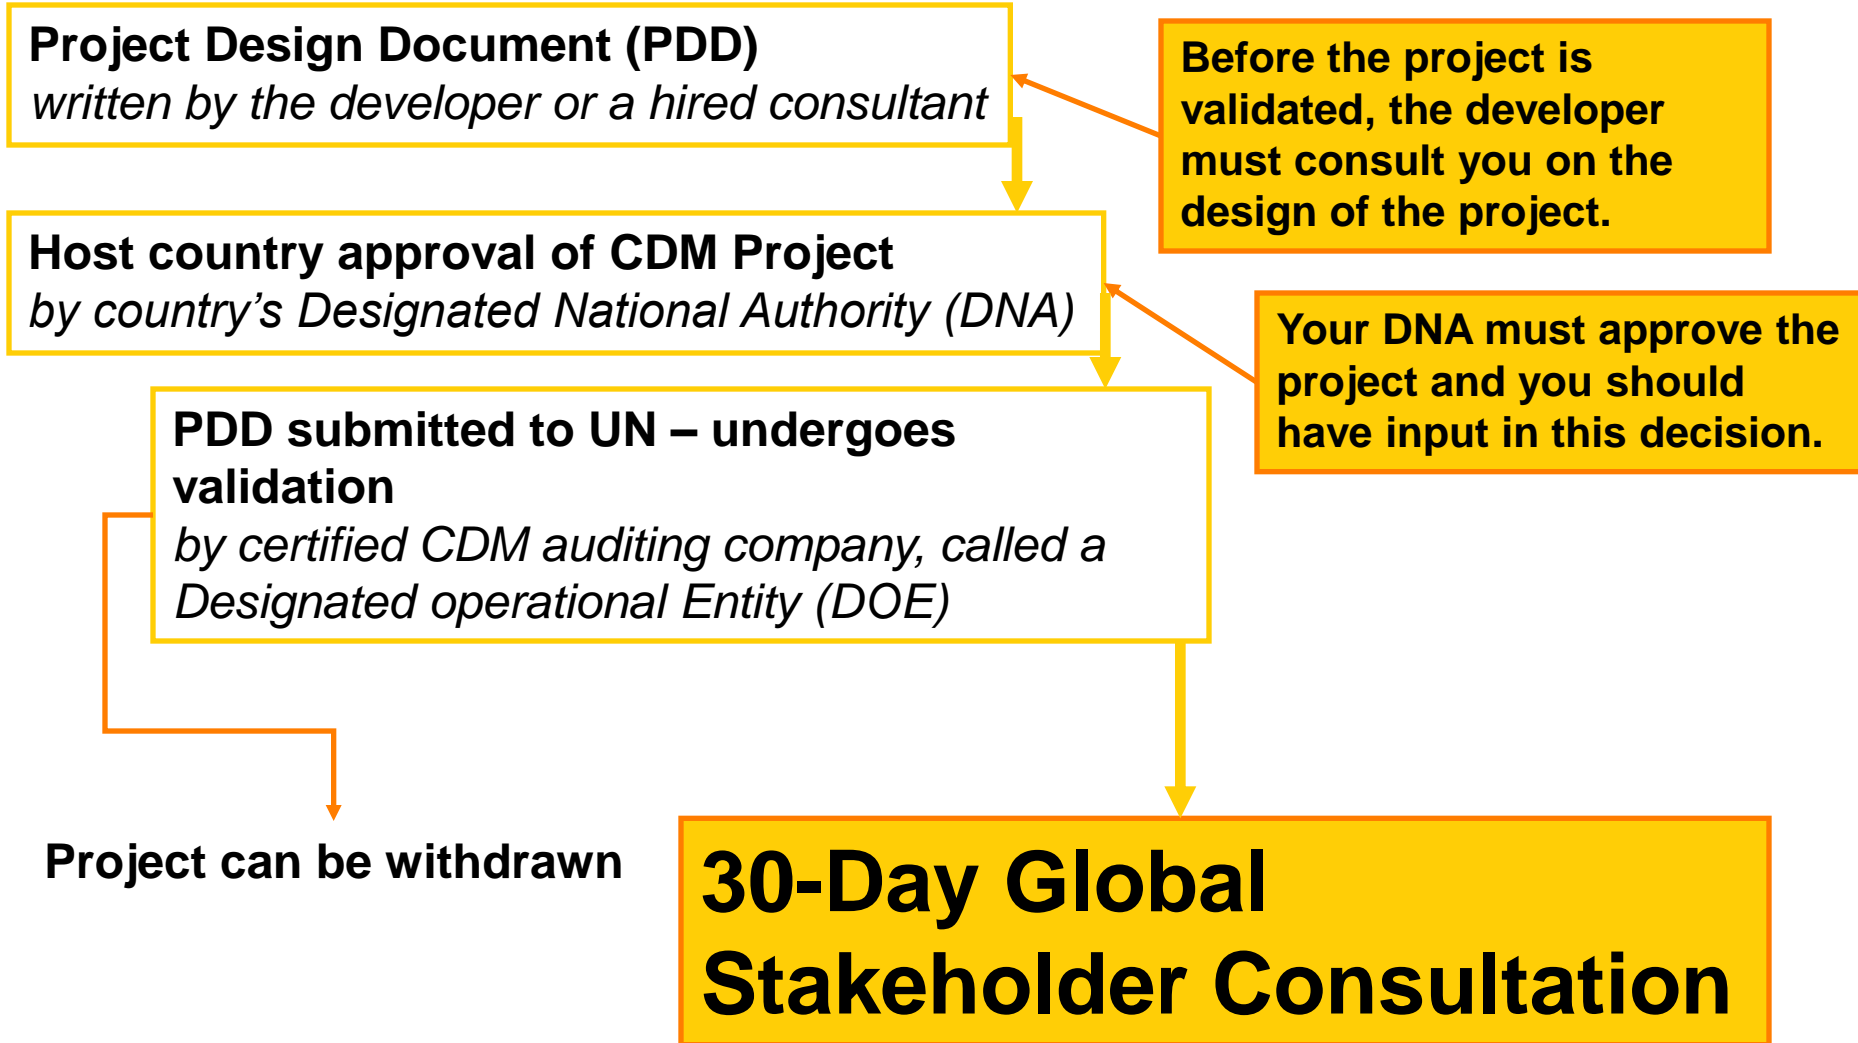 Project Design Document (PDD)
written by the developer or a hired consultant
Before the project is
validated, the developer
must consult you on the
design of the project.
Host country approval of CDM Project
by country’s Designated National Authority (DNA)
Your DNA must approve the
project and you should
have input in this decision.
PDD submitted to UN – undergoes
validation
by certified CDM auditing company, called a
Designated operational Entity (DOE)
Project can be withdrawn
30-Day Global
Stakeholder Consultation